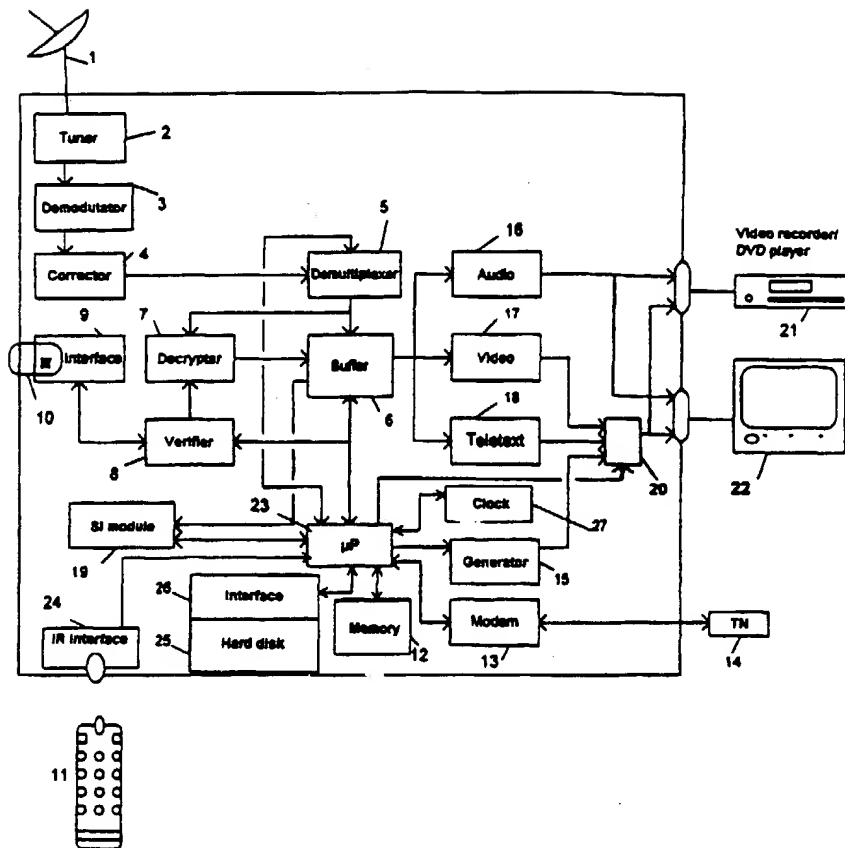 1
Tuner
2
Demodulator
3
Corrector
4
5
Demultiplexer
16
Audio
Video recorder/
DVD player
21
9
Interface
10
7
Decrypter
Buffer
6
17
Video
18
Teletext
20
22
Verifier
8
23
µP
Clock
27
SI module
19
Generator
15
24
IR interface
26
Interface
25
Hard disk
Memory
12
Modem
13
TN
14
11